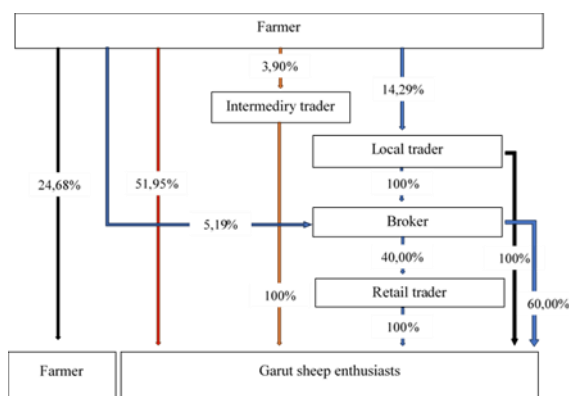 Farmer
3,90%
14,29%
Intermediry trader
Local trader
24,68%
51,95%
100%
Broker
5,19%
40,00%
100%
Retail trader
100%
60,00%
100%
Farmer
Garut sheep enthusiasts